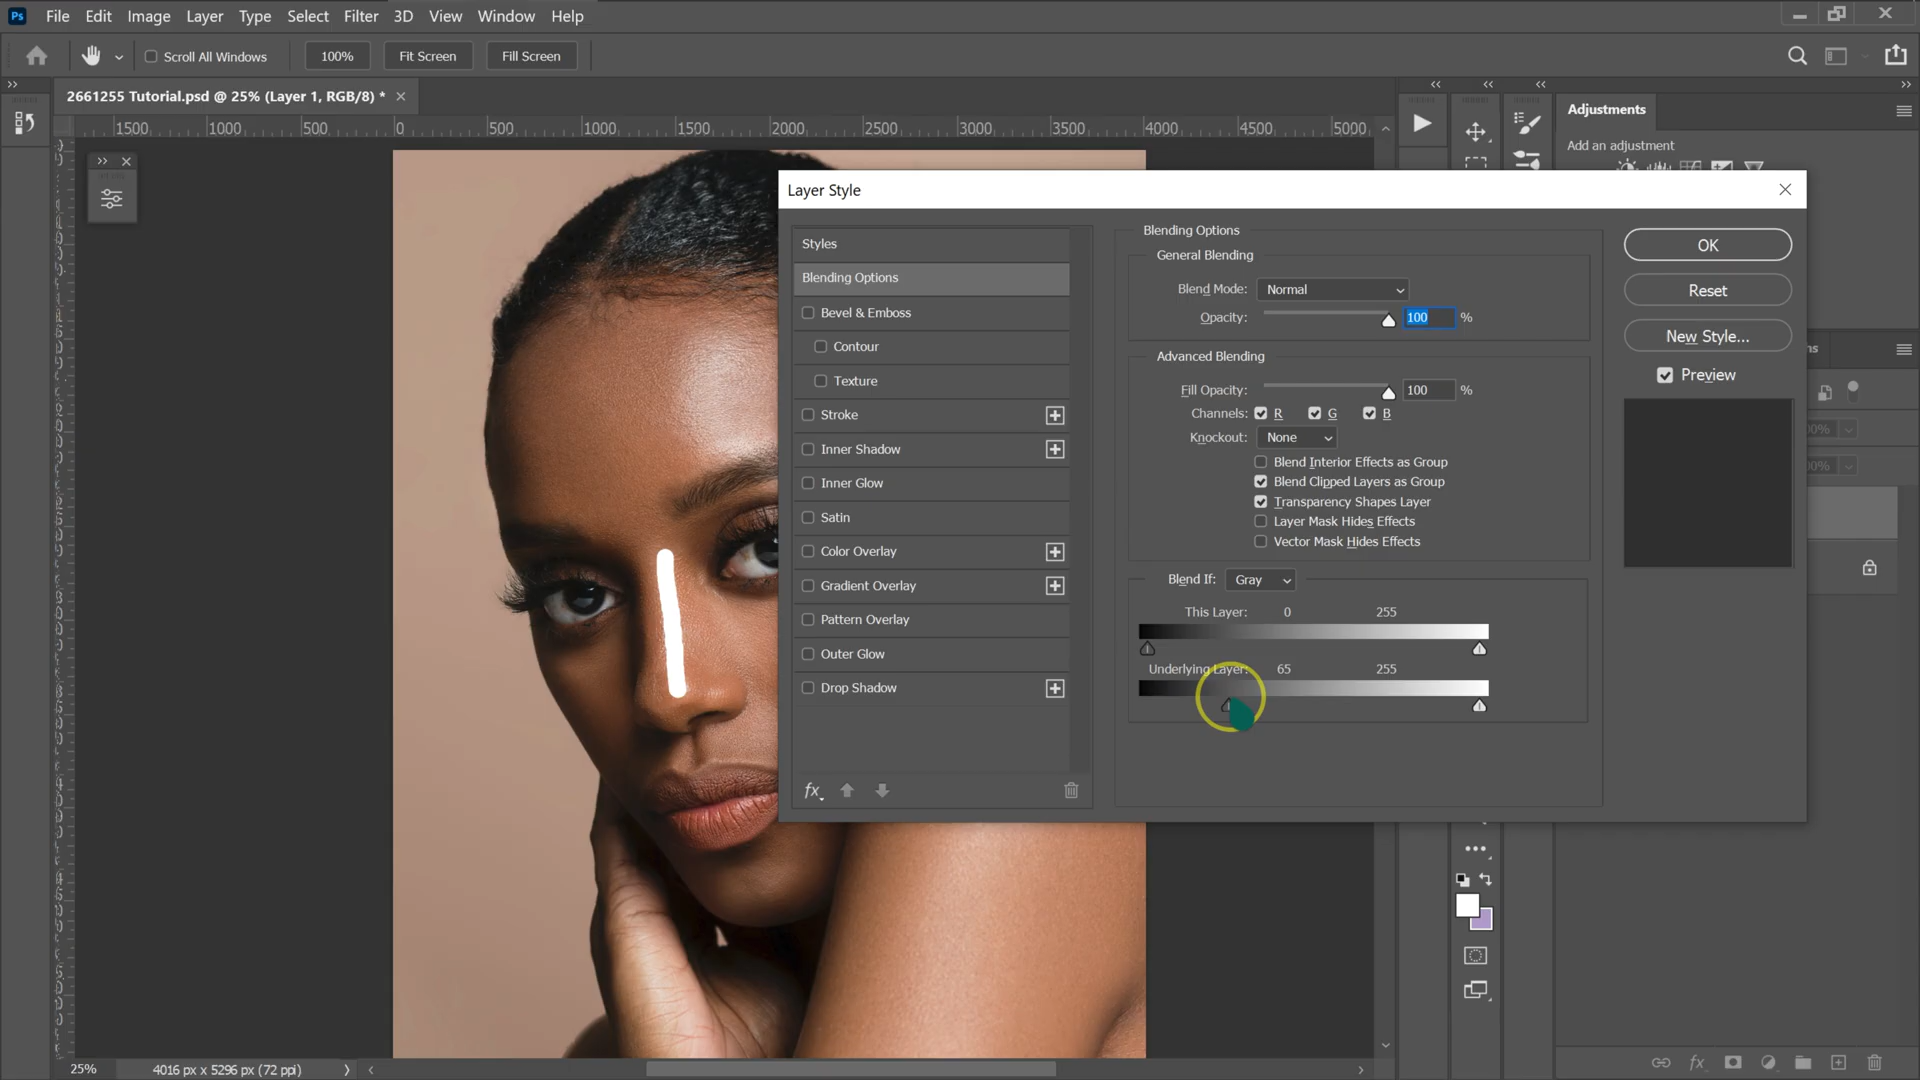 Ps File Edit Image Layer Type Select Filter 3D View Window Help
Scroll All Windows 100% Fit Screen Fill Screen
2661255 Tutorial.psd @ 25% (Layer 1, RGB/8) *
1500 1000 500 0 500 1000 1500 2000 2500 3000 3500 4000 4500 5000
Adjustments
Add an adjustment
Layer Style
Styles
Blending Options
Bevel & Emboss
Contour
Texture
Stroke
Inner Shadow
Inner Glow
Satin
Color Overlay
Gradient Overlay
Pattern Overlay
Outer Glow
Drop Shadow
fx
Blending Options
General Blending
Blend Mode: Normal
Opacity: 100 %
Advanced Blending
Fill Opacity: 100 %
Channels: R G B
Knockout: None
Blend Interior Effects as Group
Blend Clipped Layers as Group
Transparency Shapes Layer
Layer Mask Hides Effects
Vector Mask Hides Effects
Blend If: Gray
This Layer: 0 255
Underlying Layer: 65 255
OK
Reset
New Style...
Preview
25% 4016 px x 5296 px (72 ppi)
fx